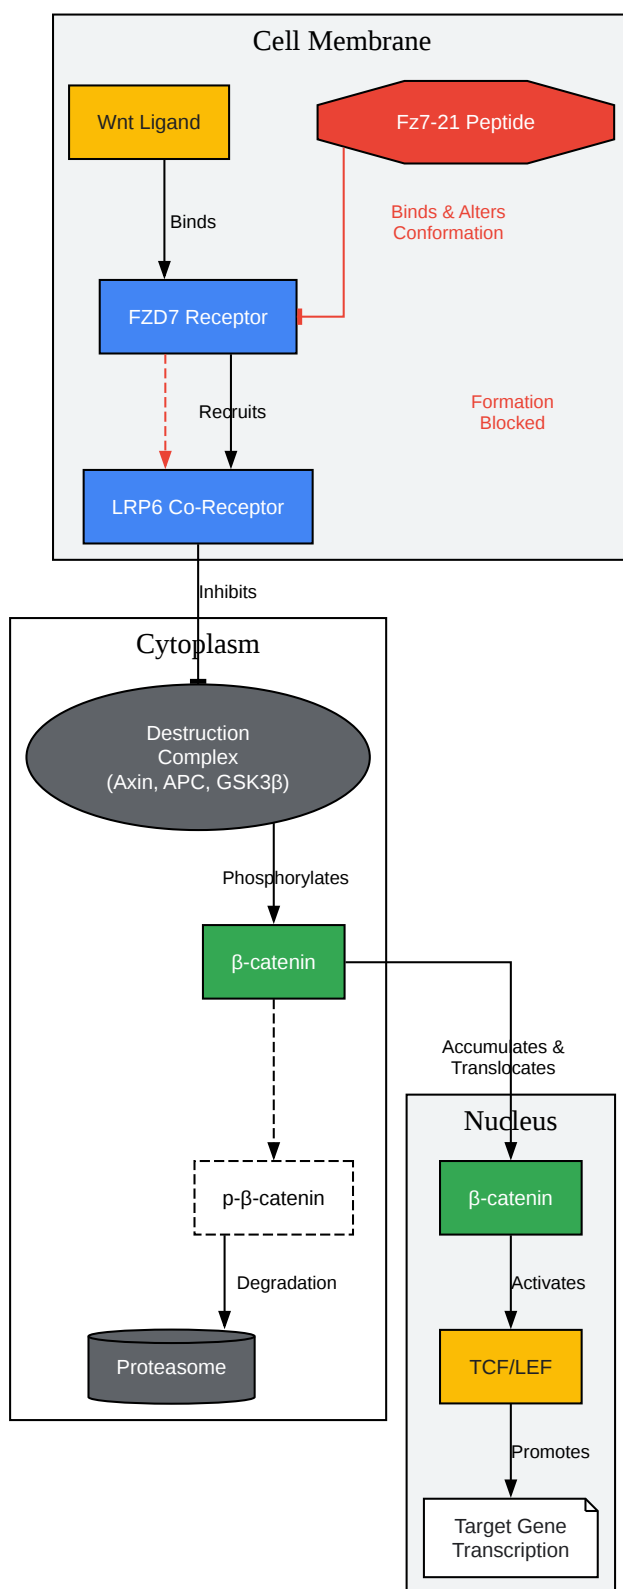 Cell Membrane
Wnt Ligand
Fz7-21 Peptide
Binds
Binds & Alters
Conformation
FZD7 Receptor
Recruits
Formation
Blocked
LRP6 Co-Receptor
Inhibits
Cytoplasm
Destruction
Complex
(Axin, APC, GSK3β)
Phosphorylates
β-catenin
Accumulates &
Translocates
Nucleus
p-β-catenin
β-catenin
Degradation
Activates
Proteasome
TCF/LEF
Promotes
Target Gene
Transcription